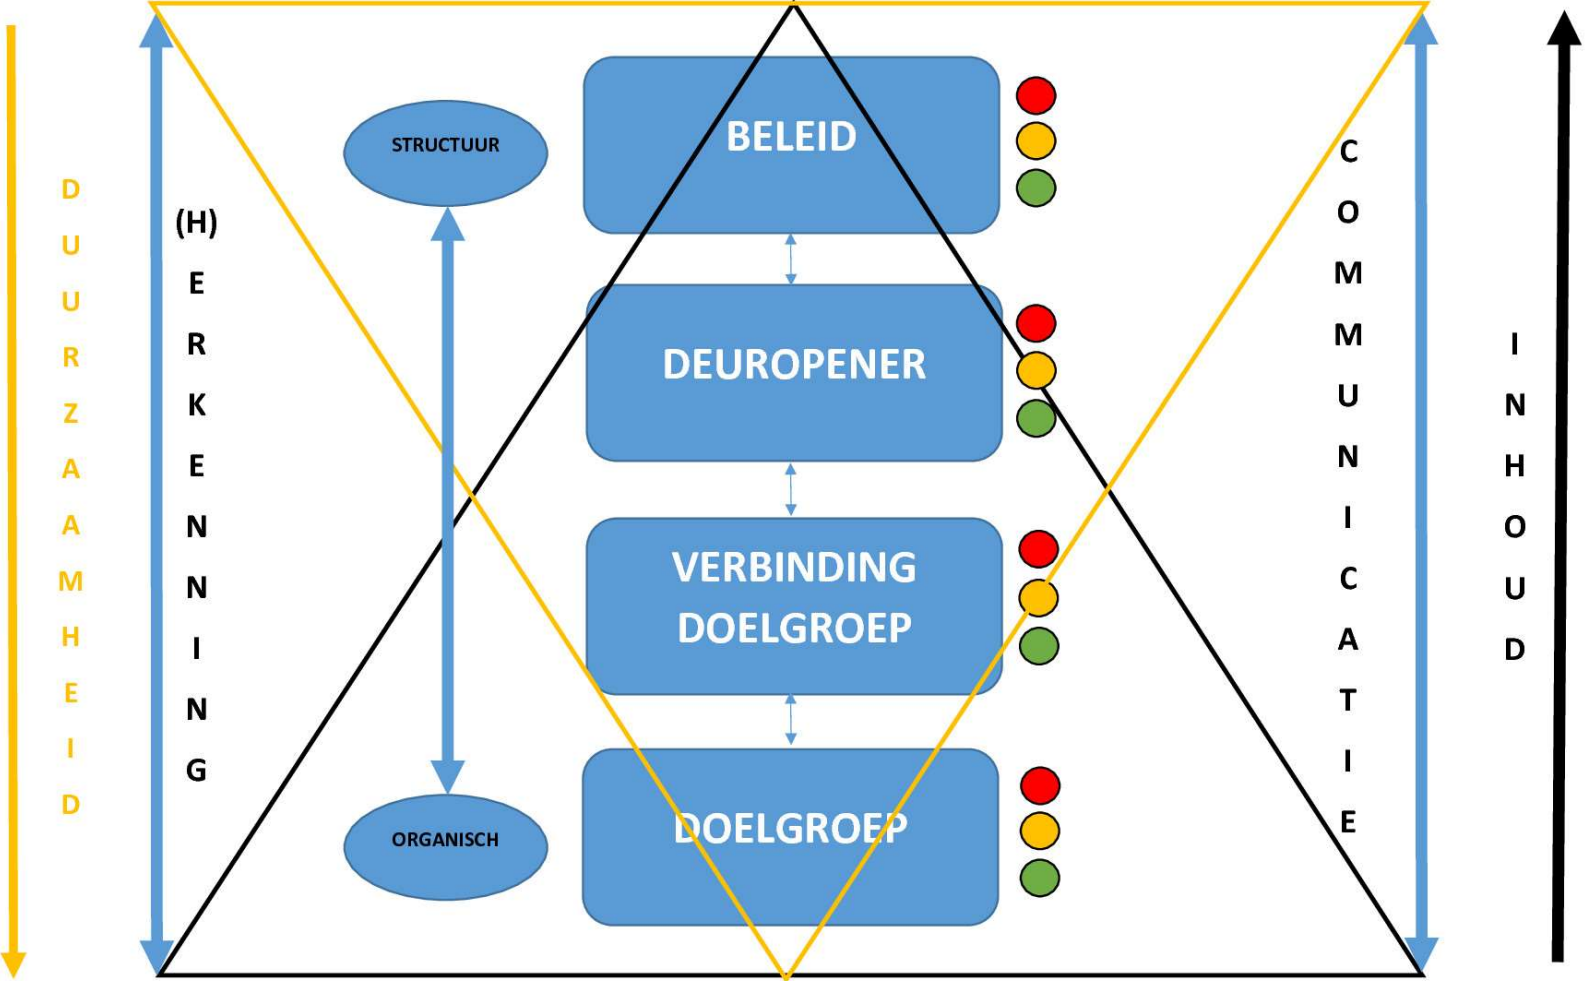 DUURZAAMHEID
(H)ERKENNING
STRUCTUUR
ORGANISCH
BELEID
DEUROPENER
VERBINDING
DOELGROEP
DOELGROEP
COMMUNICATIE
INHOUD